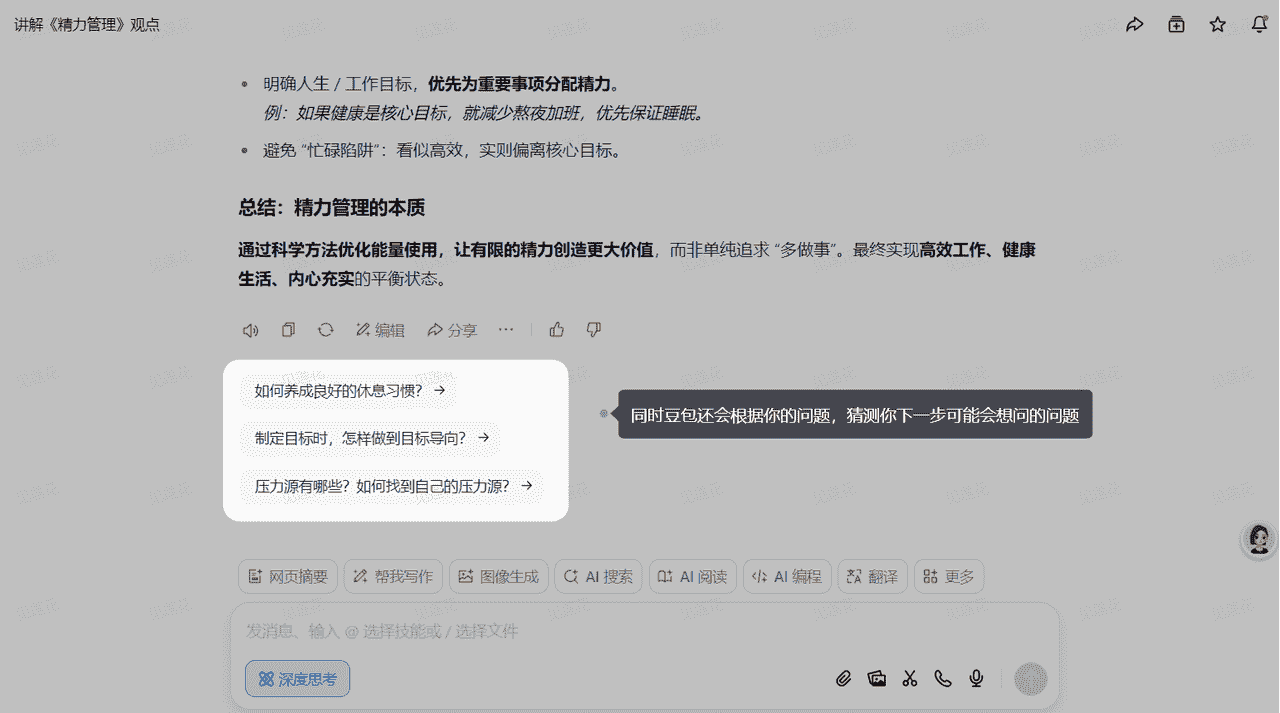 讲解《精力管理》观点
明确人生 / 工作目标，优先为重要事项分配精力。
例：如果健康是核心目标，就减少熬夜加班，优先保证睡眠。
避免 “忙碌陷阱”：看似高效，实则偏离核心目标。
总结：精力管理的本质
通过科学方法优化能量使用，让有限的精力创造更大价值，而非单纯追求 “多做事”。最终实现高效工作、健康
生活、内心充实的平衡状态。
编辑 分享
如何养成良好的休息习惯？ →
同时豆包还会根据你的问题，猜测你下一步可能会想问的问题
制定目标时，怎样做到目标导向？ →
压力源有哪些？如何找到自己的压力源？ →
网页摘要 帮我写作 图像生成 AI 搜索 AI 阅读 AI 编程 翻译 更多
发消息、输入 @ 选择技能或 / 选择文件
深度思考